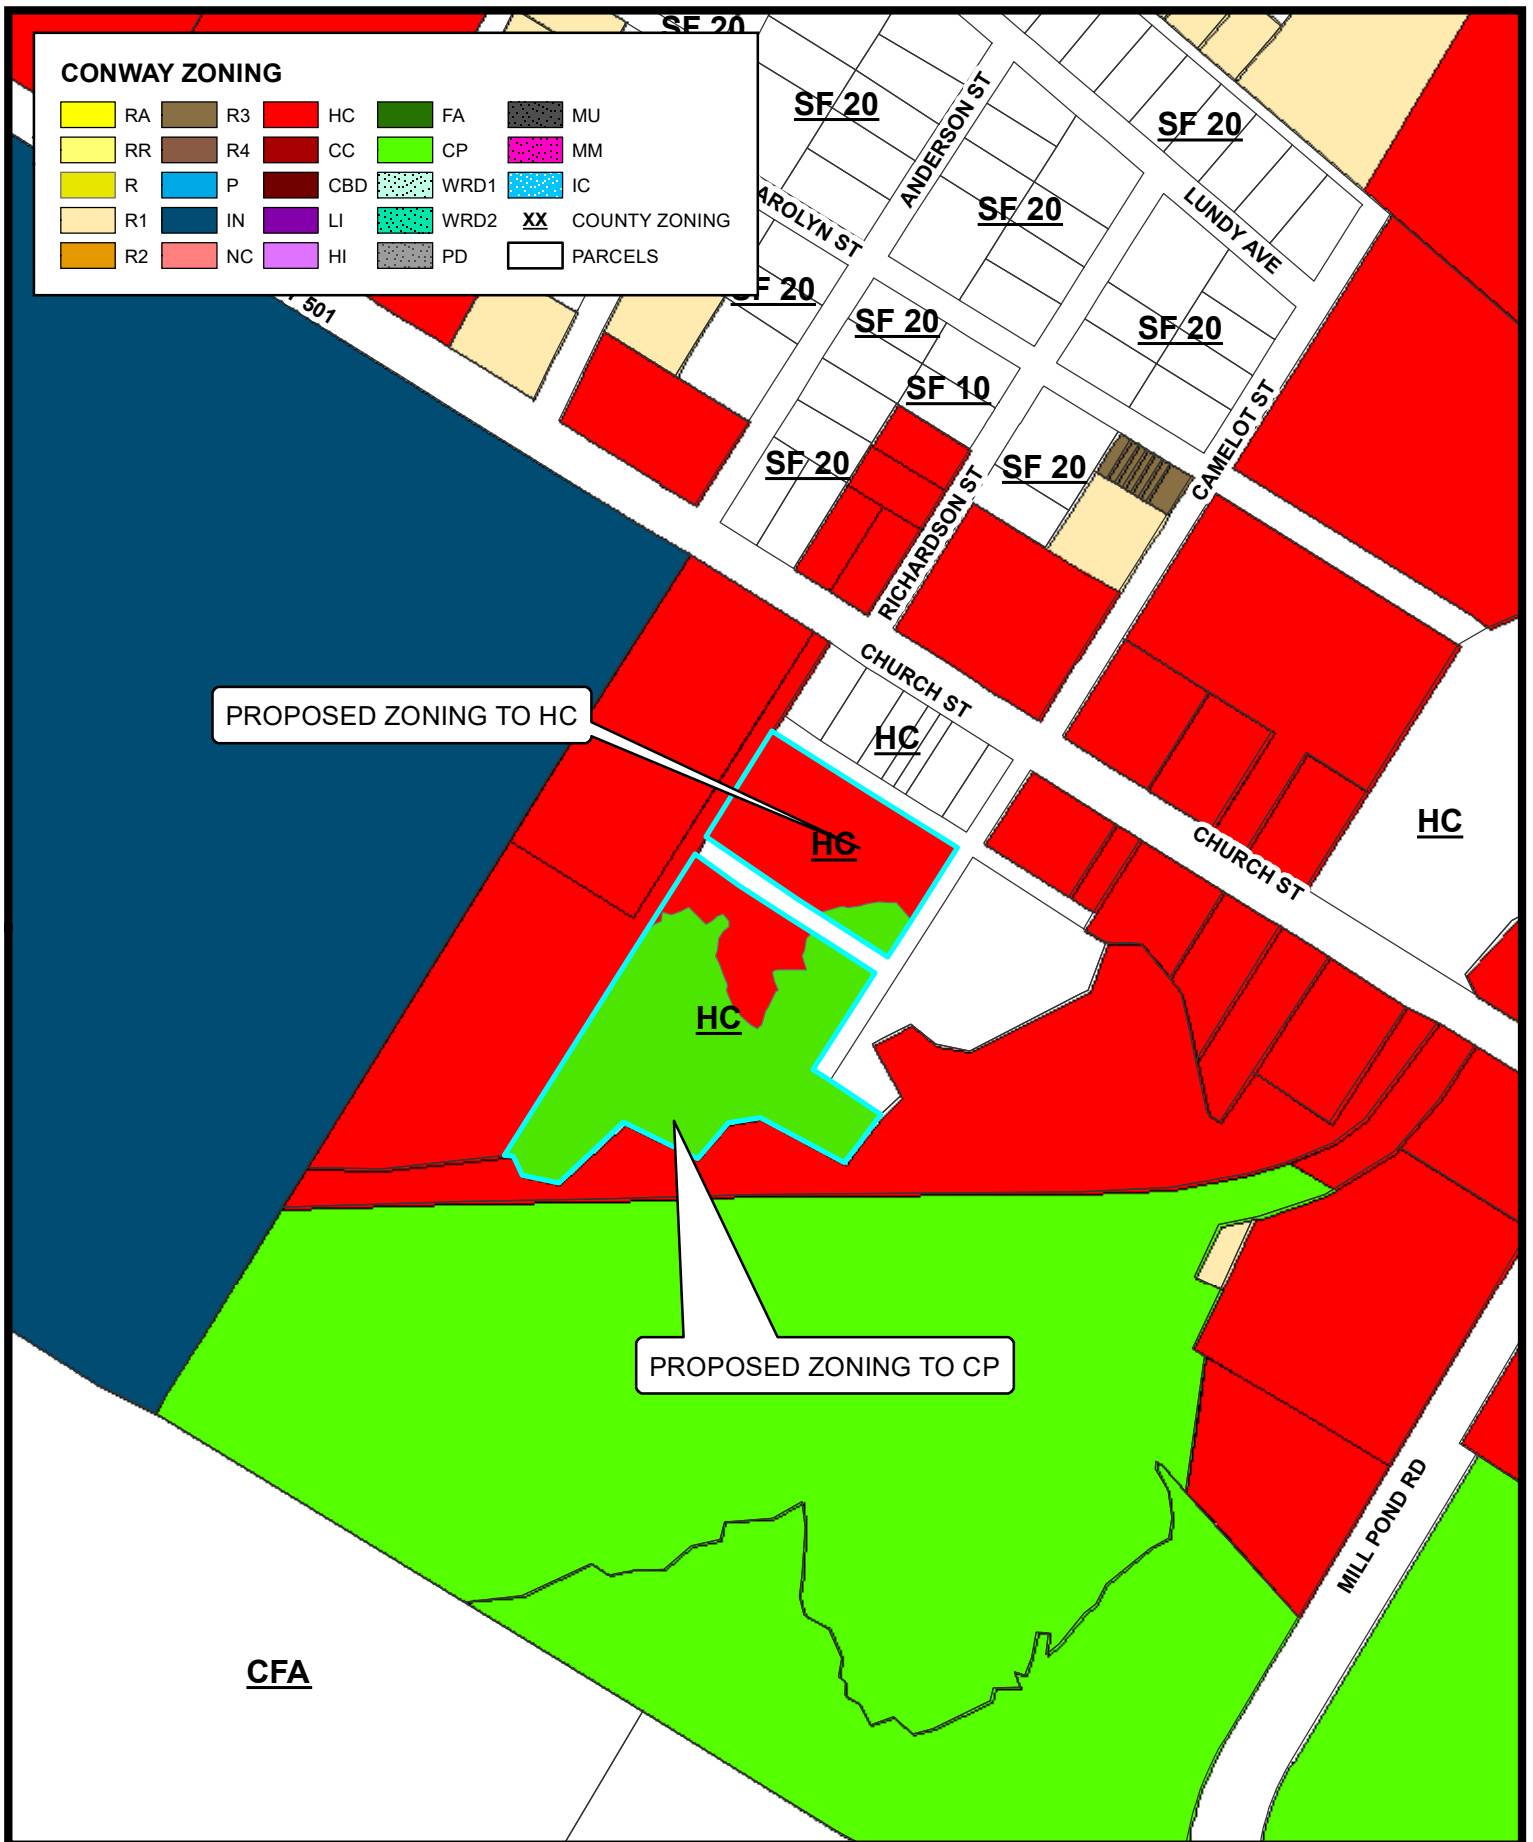 SF 20
CONWAY ZONING
RA R3 HC FA MU
RR R4 CC CP MM
R P CBD WRD1 IC
R1 IN LI WRD2 XX COUNTY ZONING
R2 NC HI PD PARCELS
SF 20
SF 20
ANDERSON ST
SF 20
AROLYN ST
LUNDY AVE
SF 20
501
SF 20
SF 20
SF 10
CAMELOT ST
SF 20
SF 20
RICHARDSON ST
CHURCH ST
PROPOSED ZONING TO HC
HC
HC
HC
CHURCH ST
HC
PROPOSED ZONING TO CP
MILL POND RD
CFA